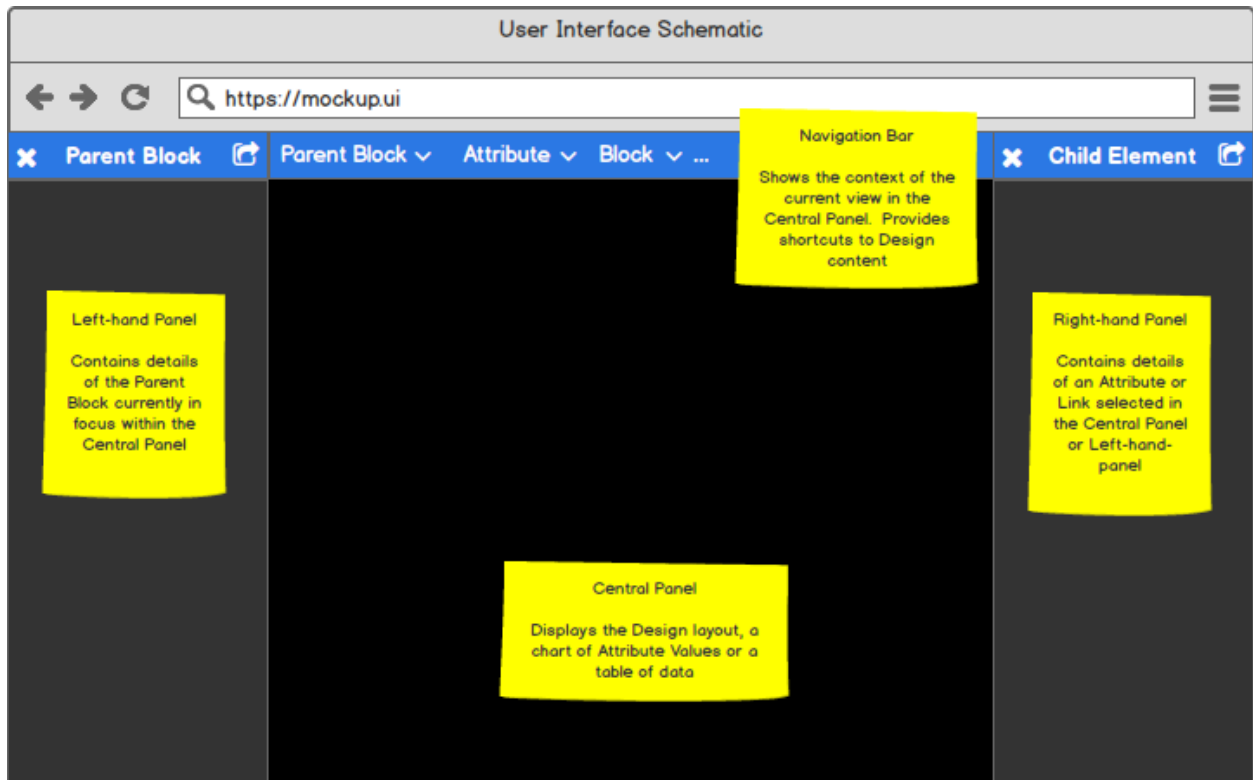 User Interface Schematic
https://mockup.ui
Parent Block
Parent Block
Attribute
Block
...
Child Element
Navigation Bar
Shows the context of the
current view in the
Central Panel. Provides
shortcuts to Design
content
Left-hand Panel
Contains details
of the Parent
Block currently in
focus within the
Central Panel
Right-hand Panel
Contains details
of an Attribute or
Link selected in
the Central Panel
or Left-hand-
panel
Central Panel
Displays the Design layout, a
chart of Attribute Values or a
table of data